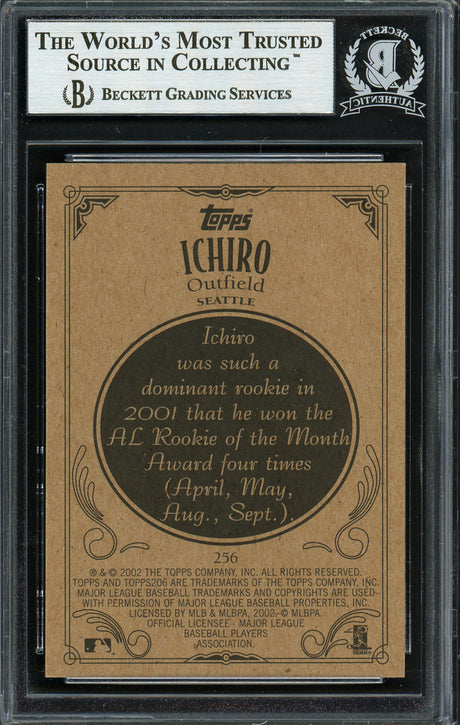 THE WORLD'S MOST TRUSTED
SOURCE IN COLLECTING™
B BECKETT GRADING SERVICES
BECKETT
B
AUTHENTIC
Topps
ICHIRO
Outfield
SEATTLE
Ichiro
was such a
dominant rookie in
2001 that he won the
AL Rookie of the Month
Award four times
(April, May,
Aug., Sept.).
256
® & © 2002 THE TOPPS COMPANY, INC. ALL RIGHTS RESERVED.
TOPPS AND TOPPS206 ARE TRADEMARKS OF THE TOPPS COMPANY, INC.
MAJOR LEAGUE BASEBALL TRADEMARKS AND COPYRIGHTS ARE USED
WITH PERMISSION OF MAJOR LEAGUE BASEBALL PROPERTIES, INC.
LICENSED BY MLB & MLBPA, 2002. © MLBPA.
OFFICIAL LICENSEE - MAJOR LEAGUE
BASEBALL PLAYERS
ASSOCIATION.